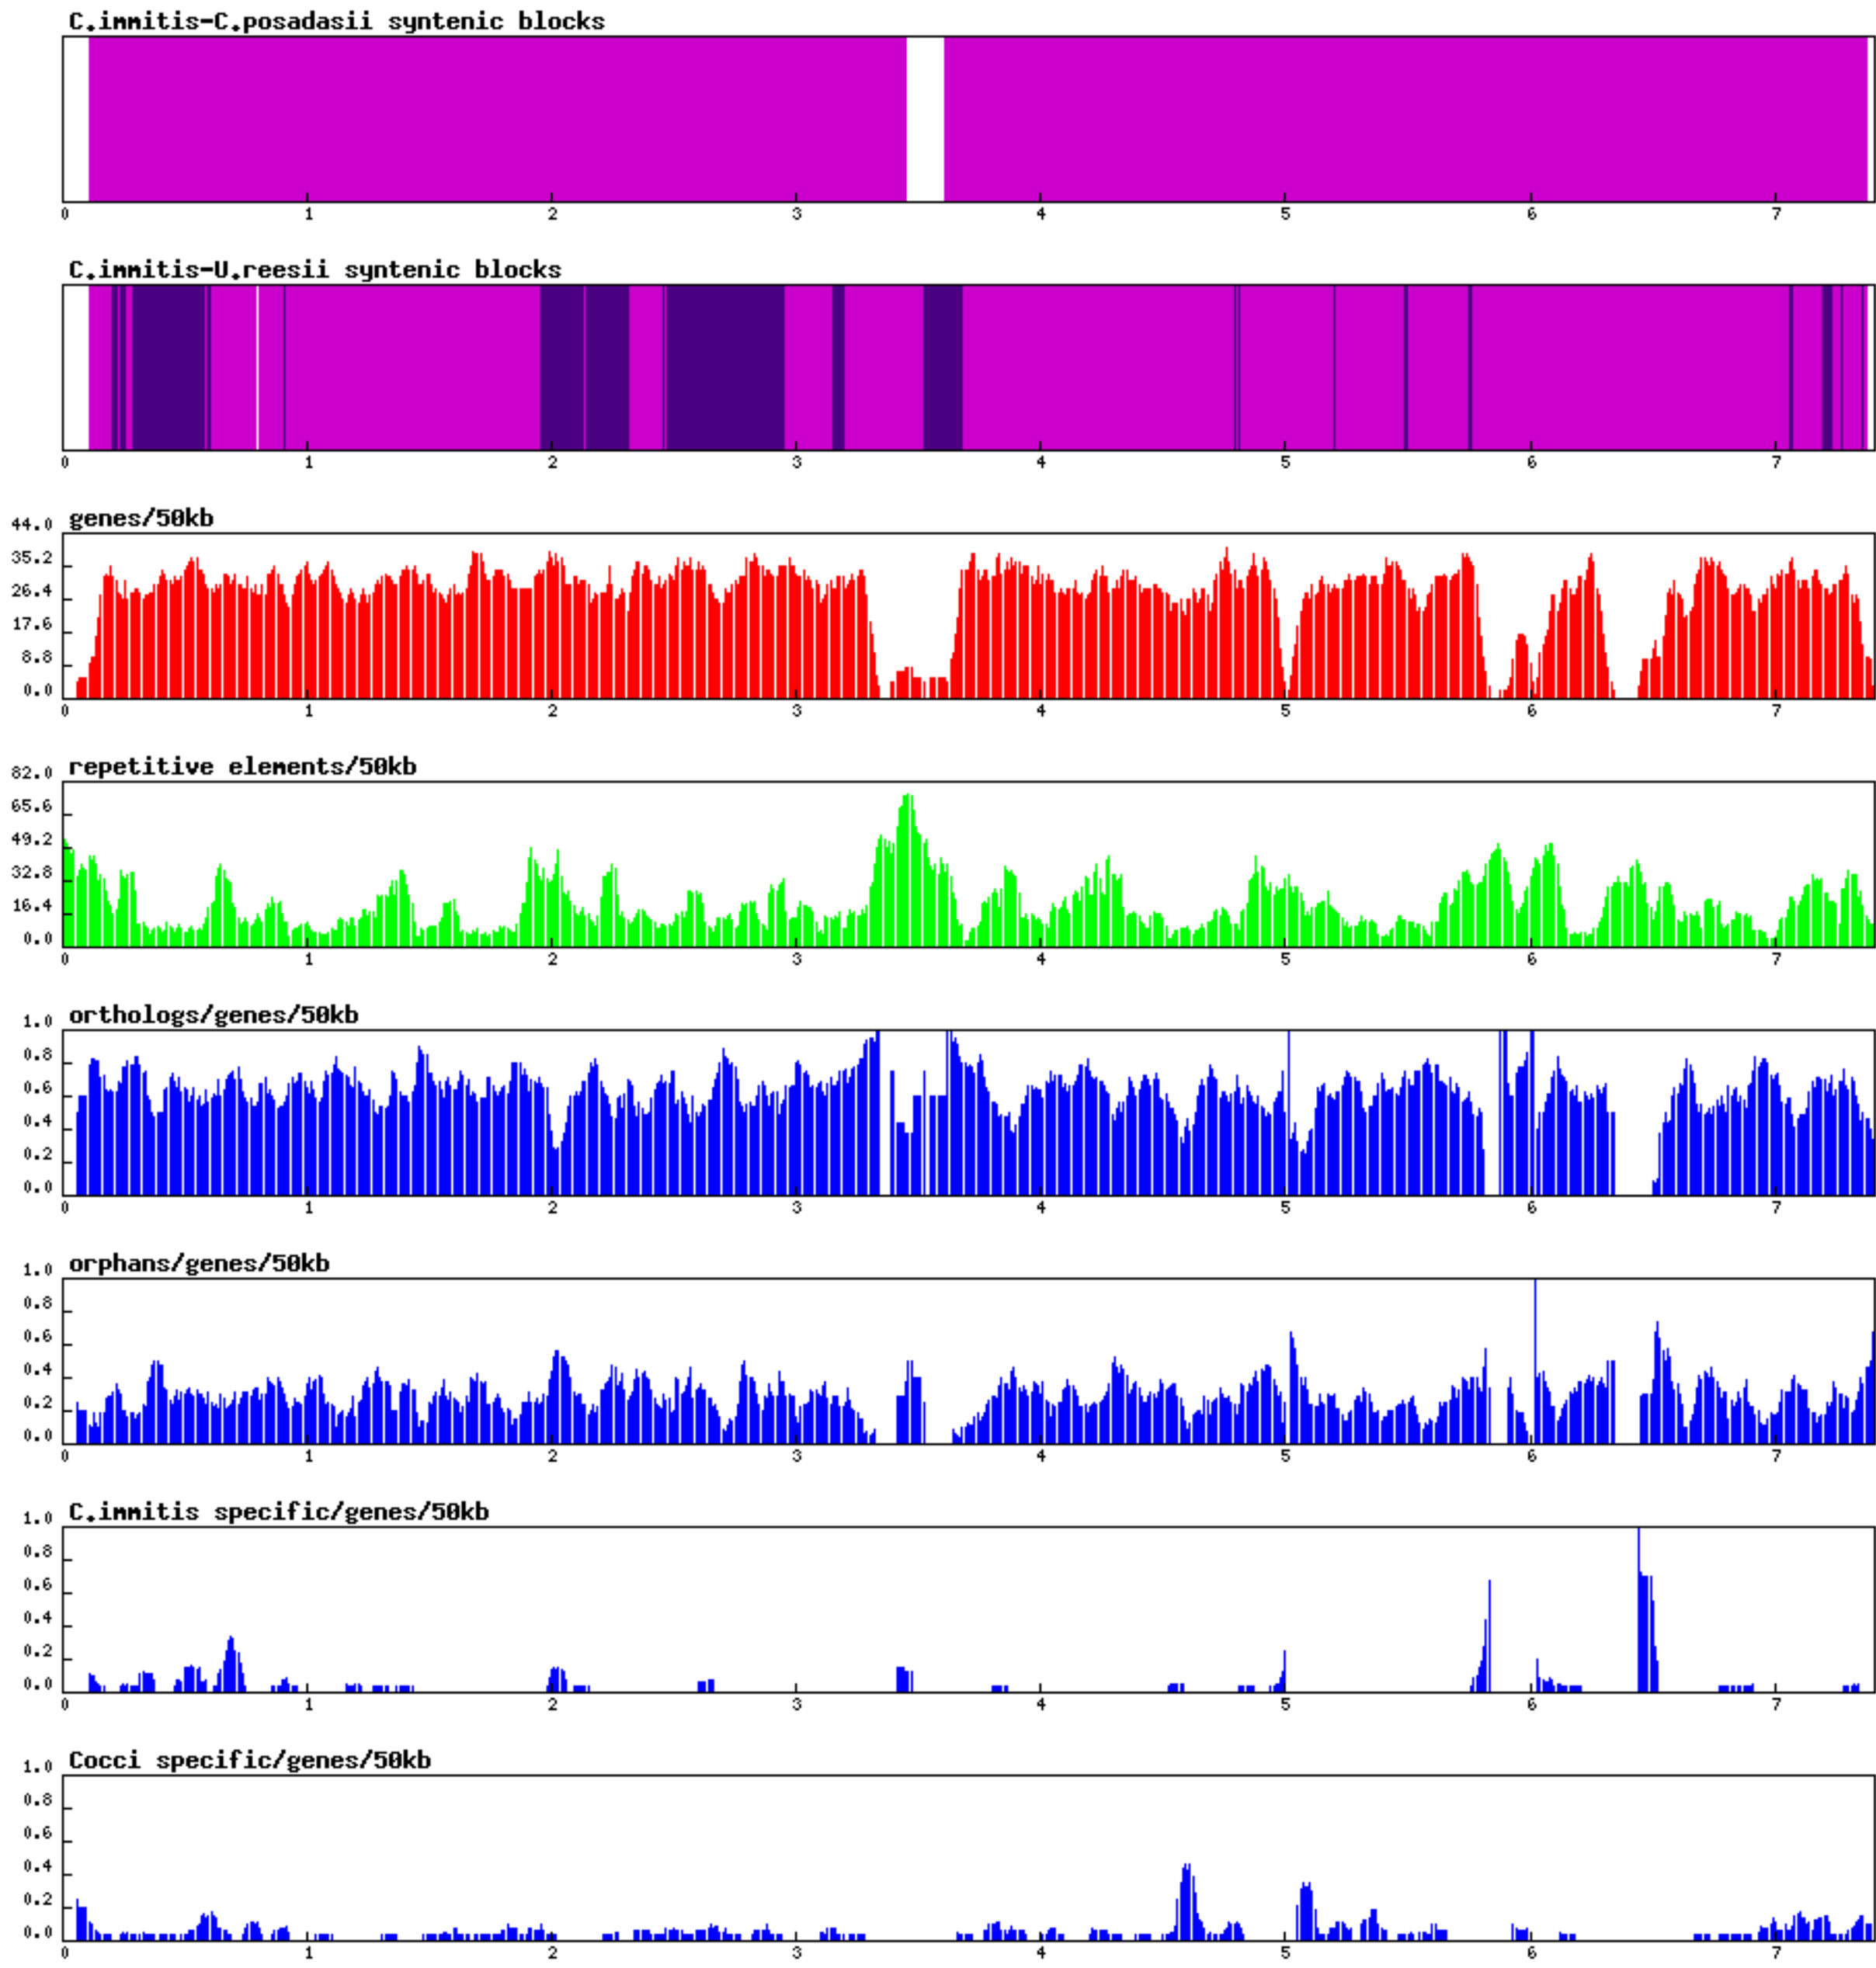 C.immitis-C.posadasii syntenic blocks
0 1 2 3 4 5 6 7
C.immitis-U.reesii syntenic blocks
0 1 2 3 4 5 6 7
genes/50kb
44.0
35.2
26.4
17.6
8.8
0.0
0 1 2 3 4 5 6 7
repetitive elements/50kb
82.0
65.6
49.2
32.8
16.4
0.0
0 1 2 3 4 5 6 7
orthologs/genes/50kb
1.0
0.8
0.6
0.4
0.2
0.0
0 1 2 3 4 5 6 7
orphans/genes/50kb
1.0
0.8
0.6
0.4
0.2
0.0
0 1 2 3 4 5 6 7
C.immitis specific/genes/50kb
1.0
0.8
0.6
0.4
0.2
0.0
0 1 2 3 4 5 6 7
Cocci specific/genes/50kb
1.0
0.8
0.6
0.4
0.2
0.0
0 1 2 3 4 5 6 7